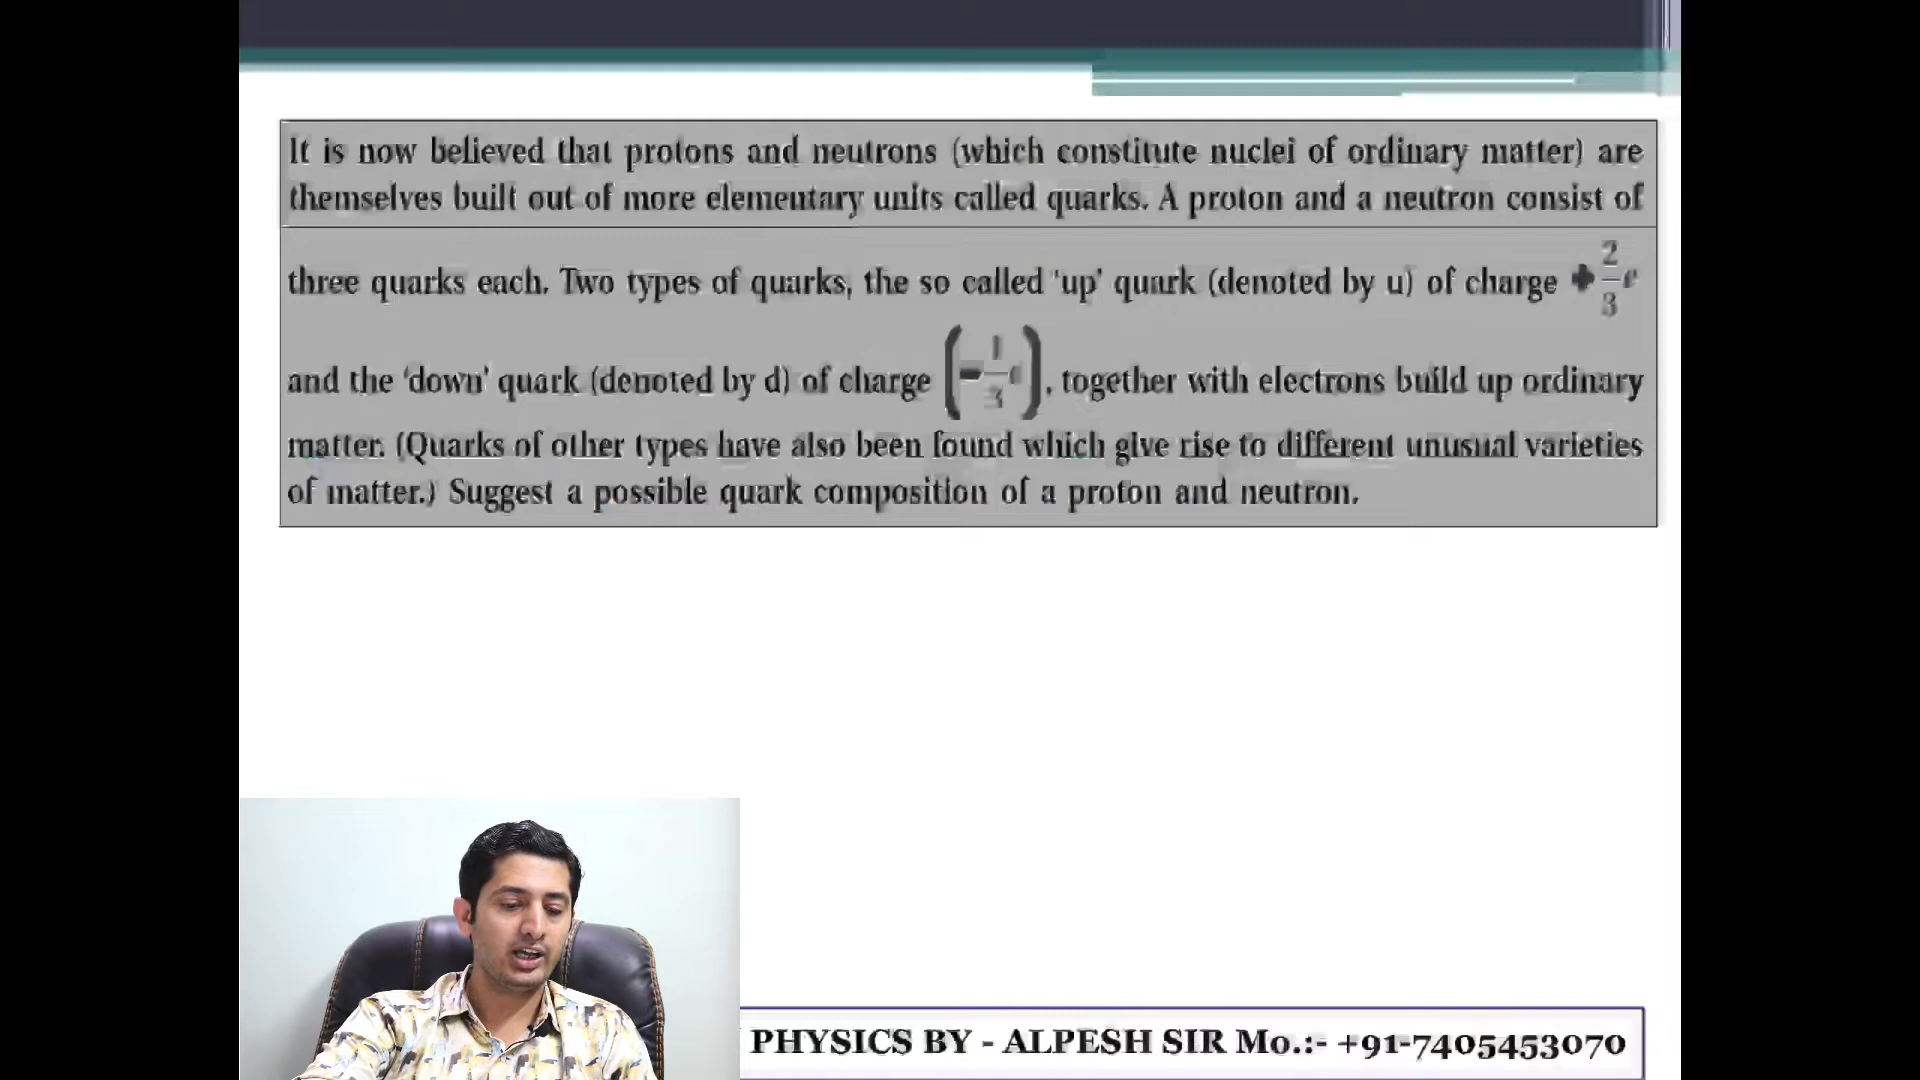 It is now believed that protons and neutrons (which constitute nuclei of ordinary matter) are
themselves built out of more elementary units called quarks. A proton and a neutron consist of
three quarks each. Two types of quarks, the so called 'up' quark (denoted by u) of charge + 2/3 e
and the 'down' quark (denoted by d) of charge (- 1/3 e), together with electrons build up ordinary
matter. (Quarks of other types have also been found which give rise to different unusual varieties
of matter.) Suggest a possible quark composition of a proton and neutron.
PHYSICS BY - ALPESH SIR Mo.:- +91-7405453070